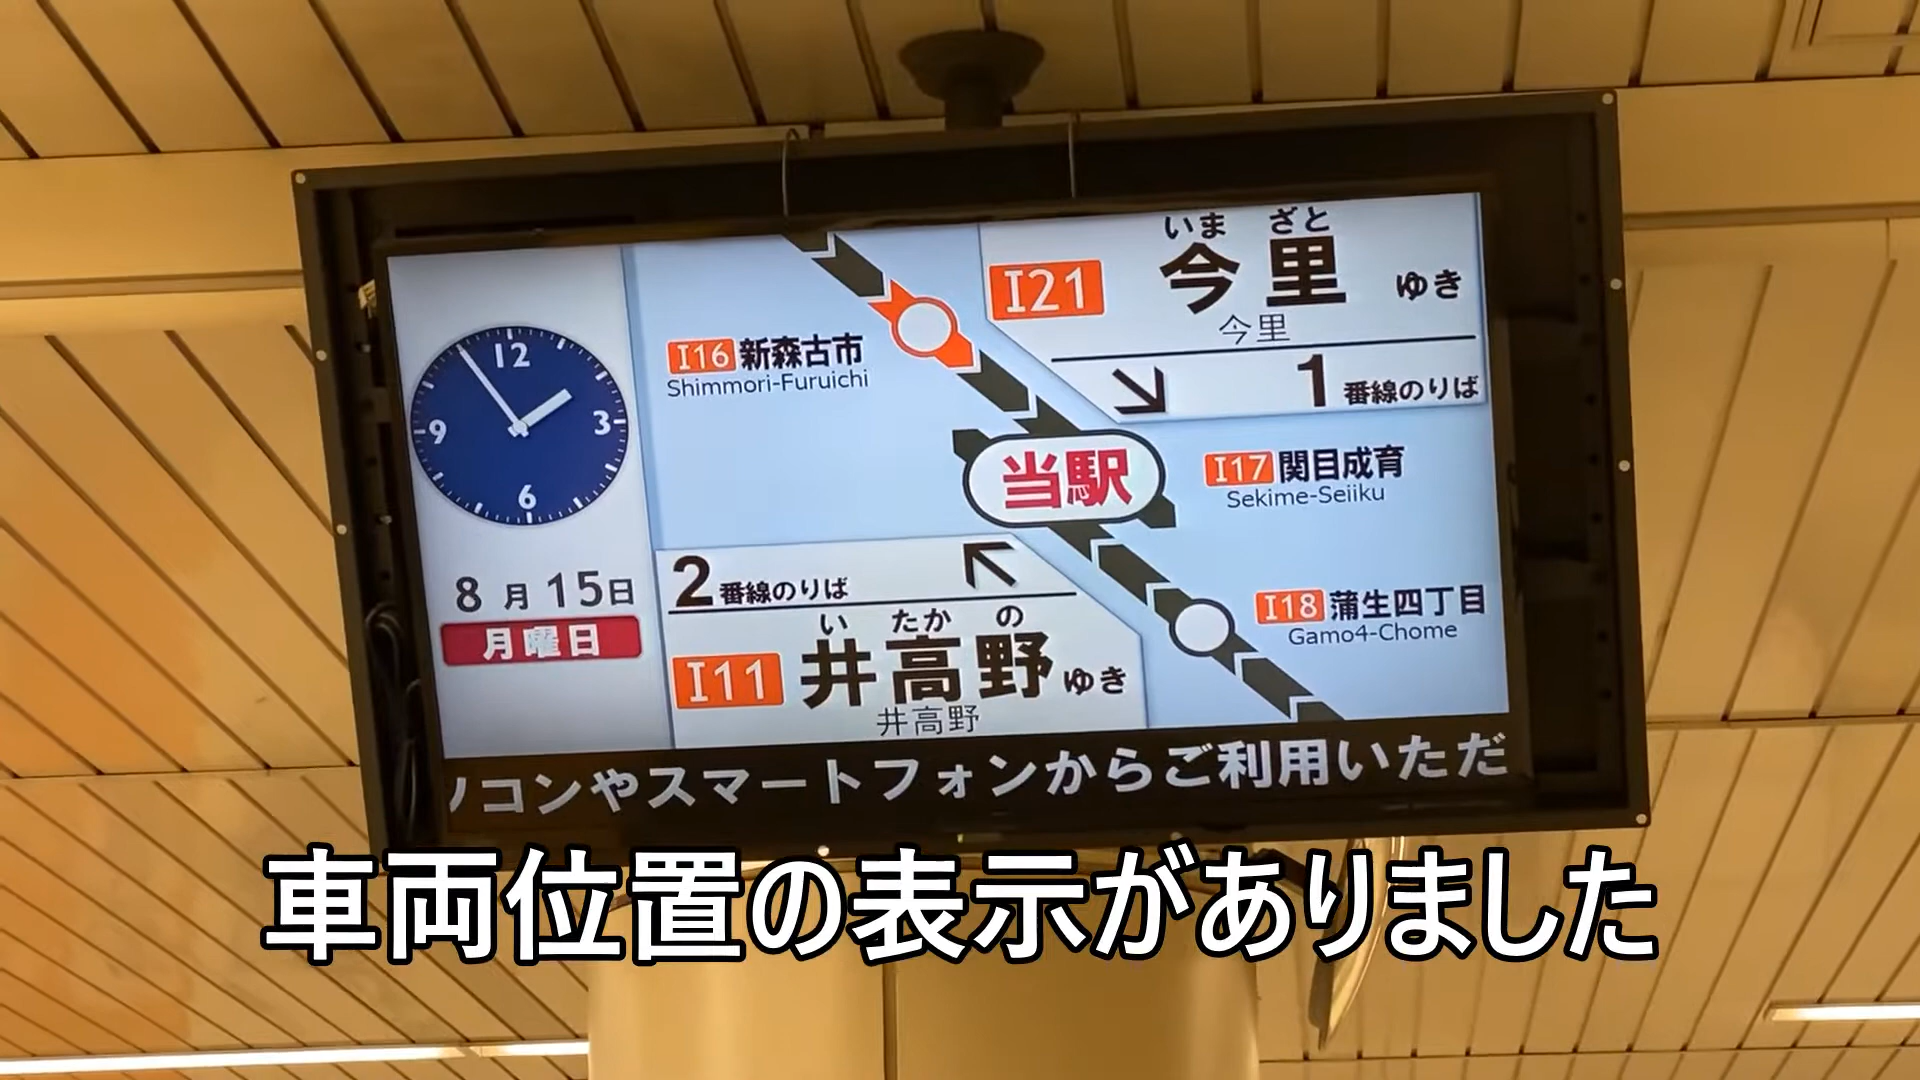 12
3
6
9
8月15日
月曜日
I16 新森古市
Shimmori-Furuichi
いまざと
I21 今里 ゆき
今里
1 番線のりば
当駅
I17 関目成育
Sekime-Seiiku
2 番線のりば
いたかの
I11 井高野 ゆき
井高野
I18 蒲生四丁目
Gamo4-Chome
ソコンやスマートフォンからご利用いただ
車両位置の表示がありました